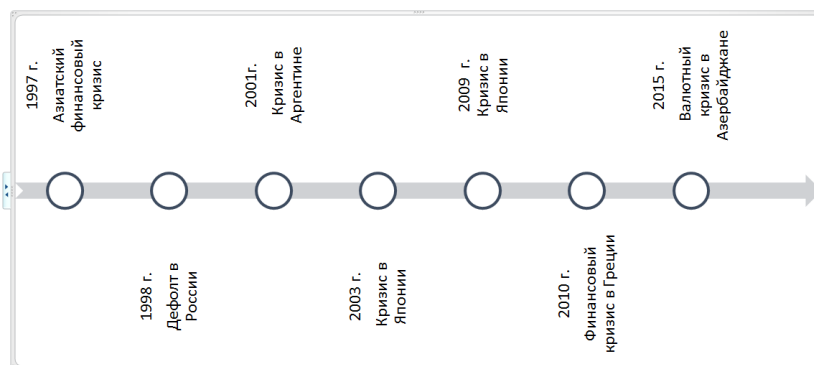 1997 г.
Азиатский
финансовый
кризис
1998 г.
Дефолт в
России
2001г.
Кризис в
Аргентине
2003 г.
Кризис в
Японии
2009  г.
Кризис в
Японии
2010 г.
Финансовый
кризис в Греции
2015 г.
Валютный
кризис в
Азербайджане